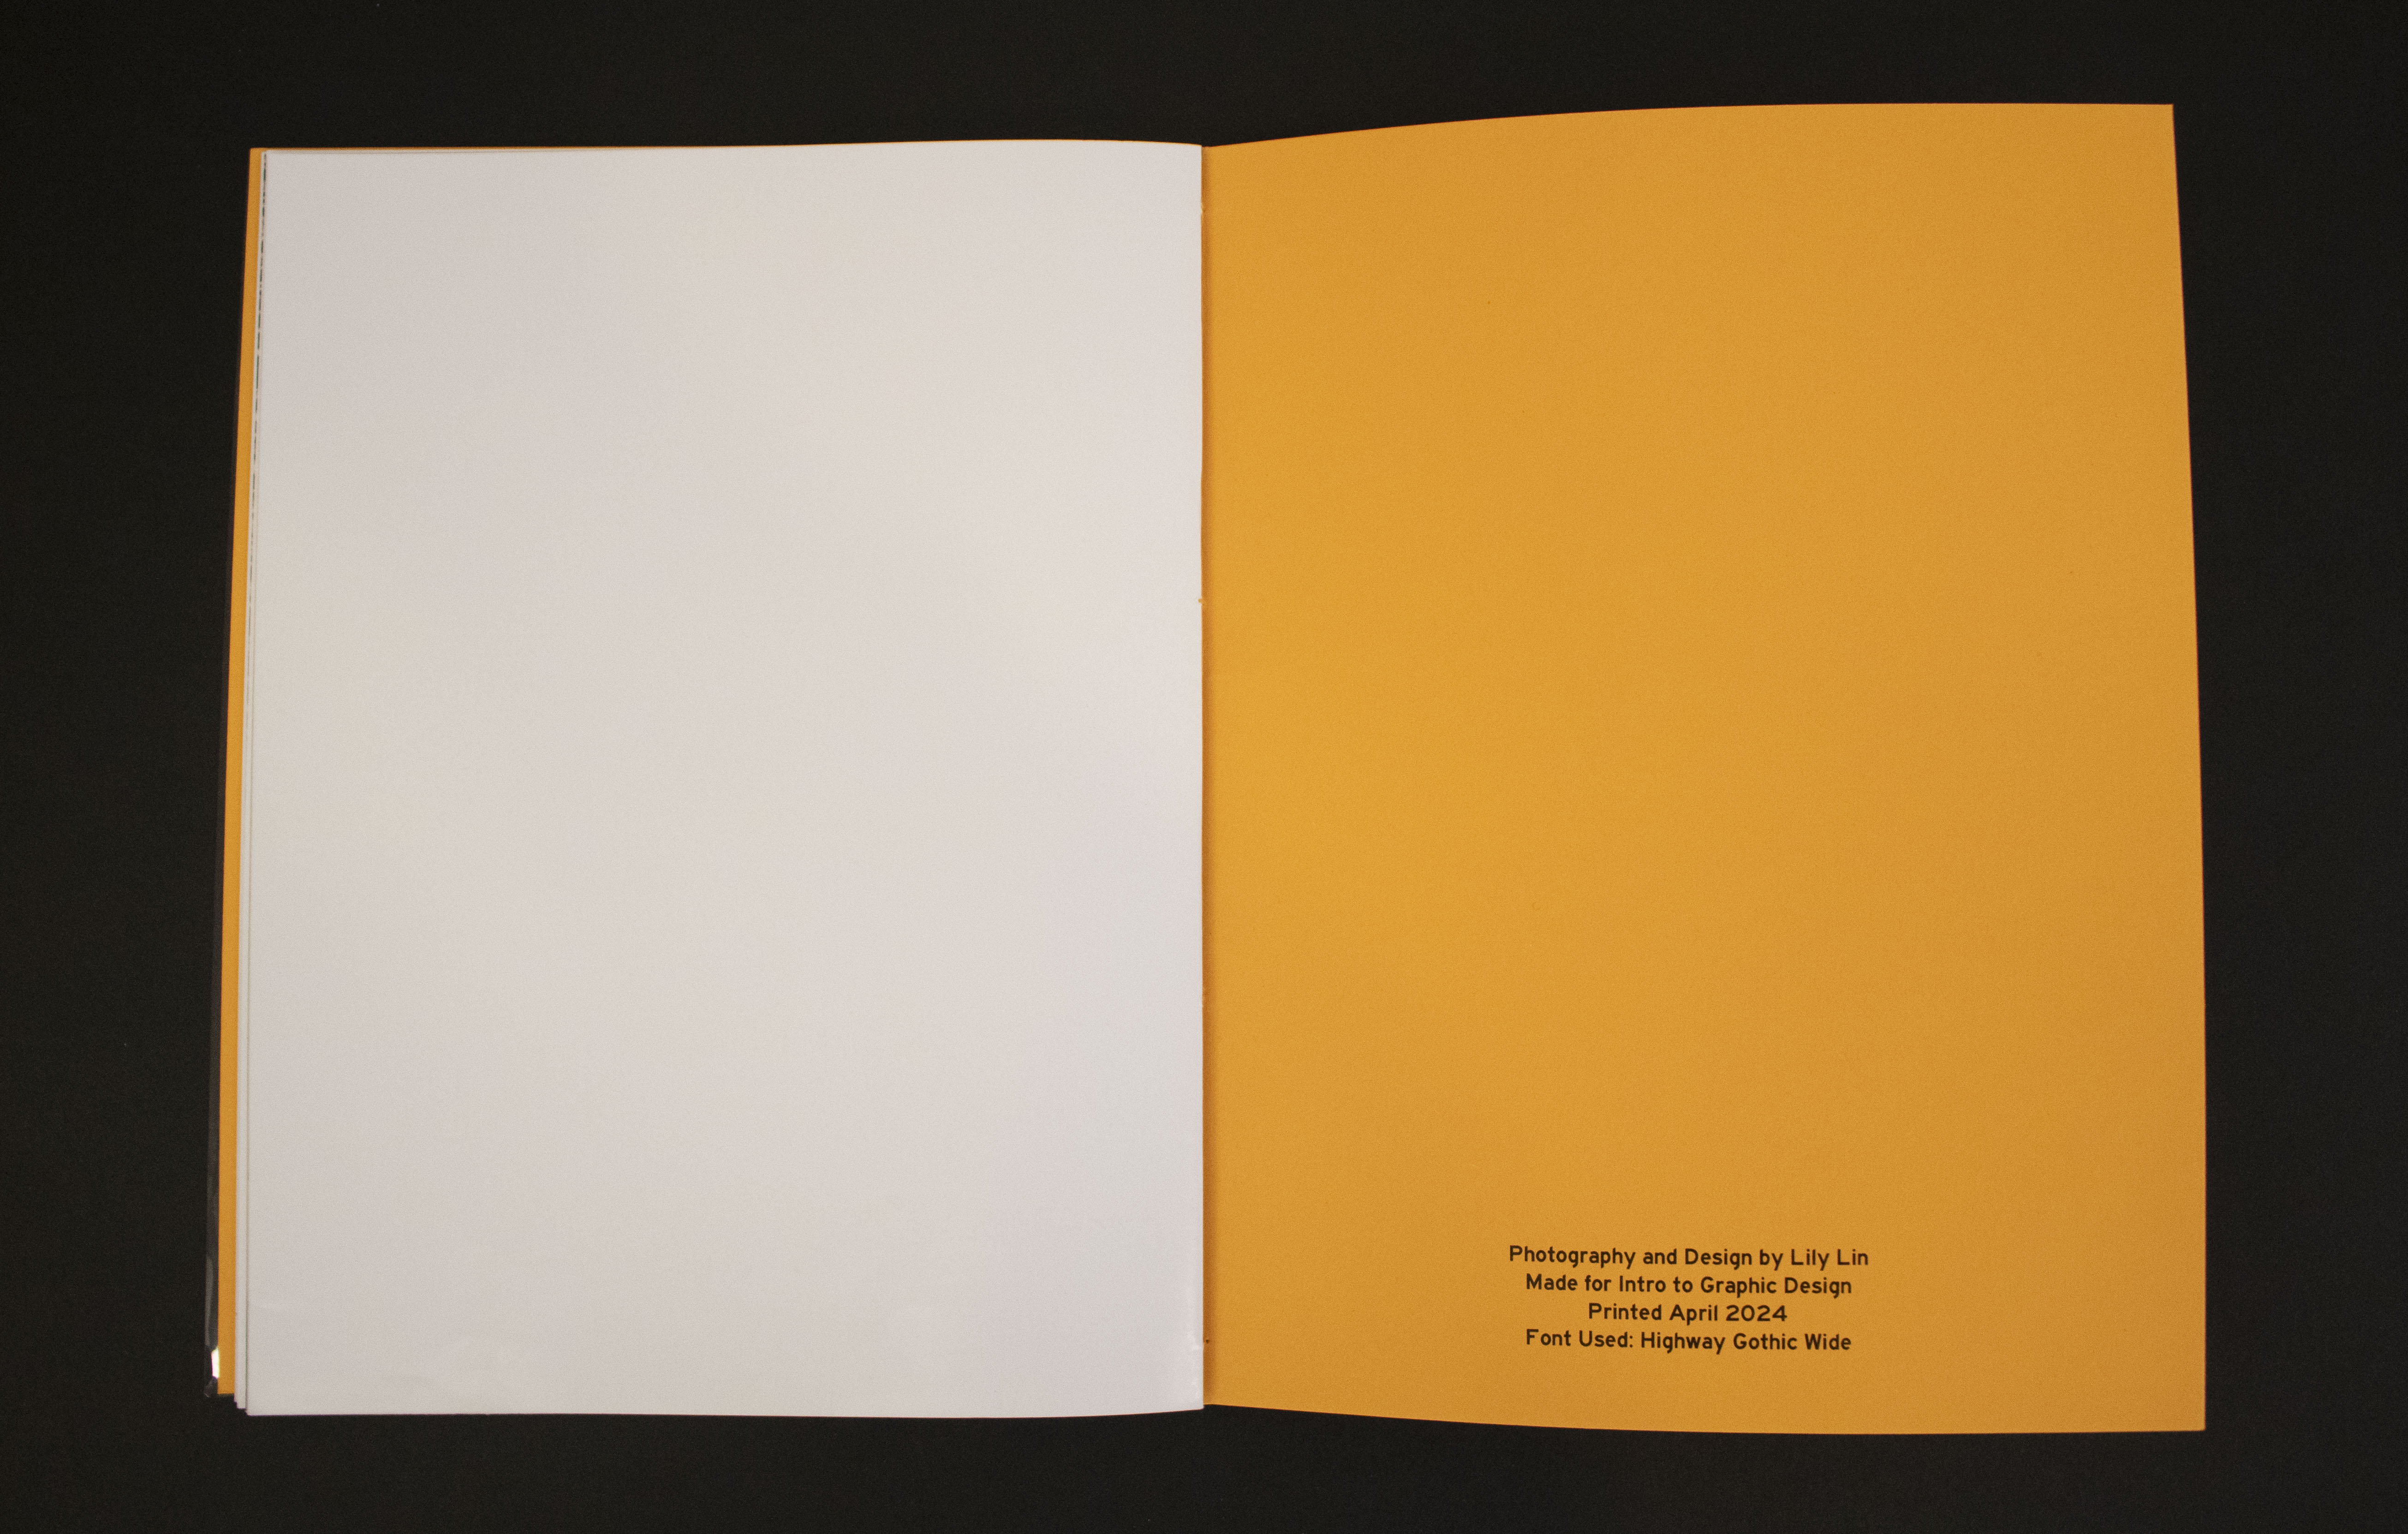 Photography and Design by Lily Lin
Made for Intro to Graphic Design
Printed April 2024
Font Used: Highway Gothic Wide